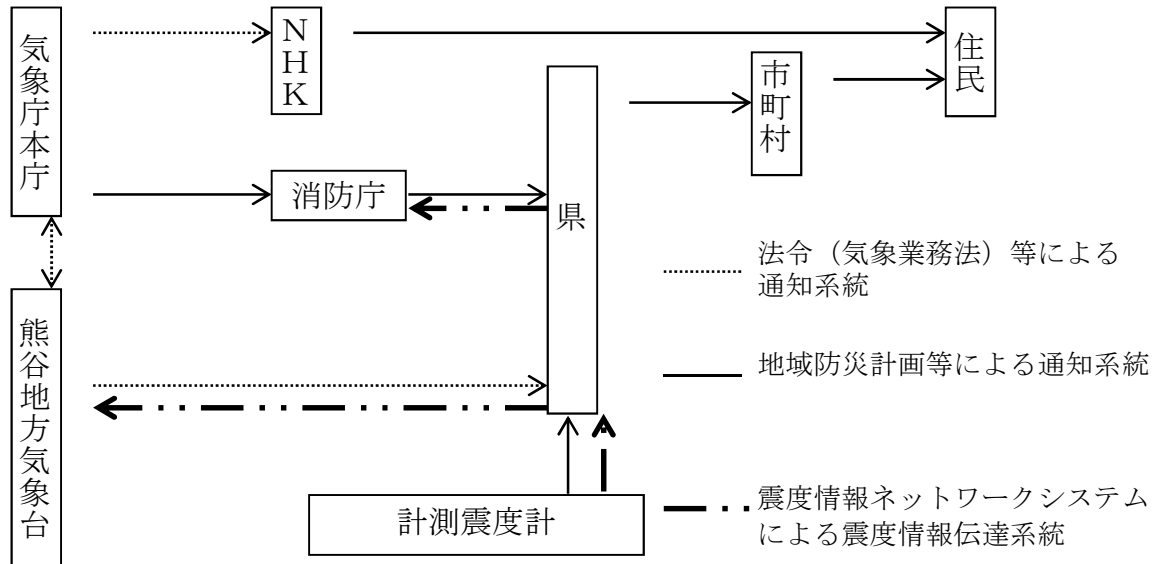 気象庁本庁
NHK
住民
市町村
消防庁
県
熊谷地方気象台
計測震度計
法令（気象業務法）等による
通知系統
地域防災計画等による通知系統
震度情報ネットワークシステム
による震度情報伝達系統